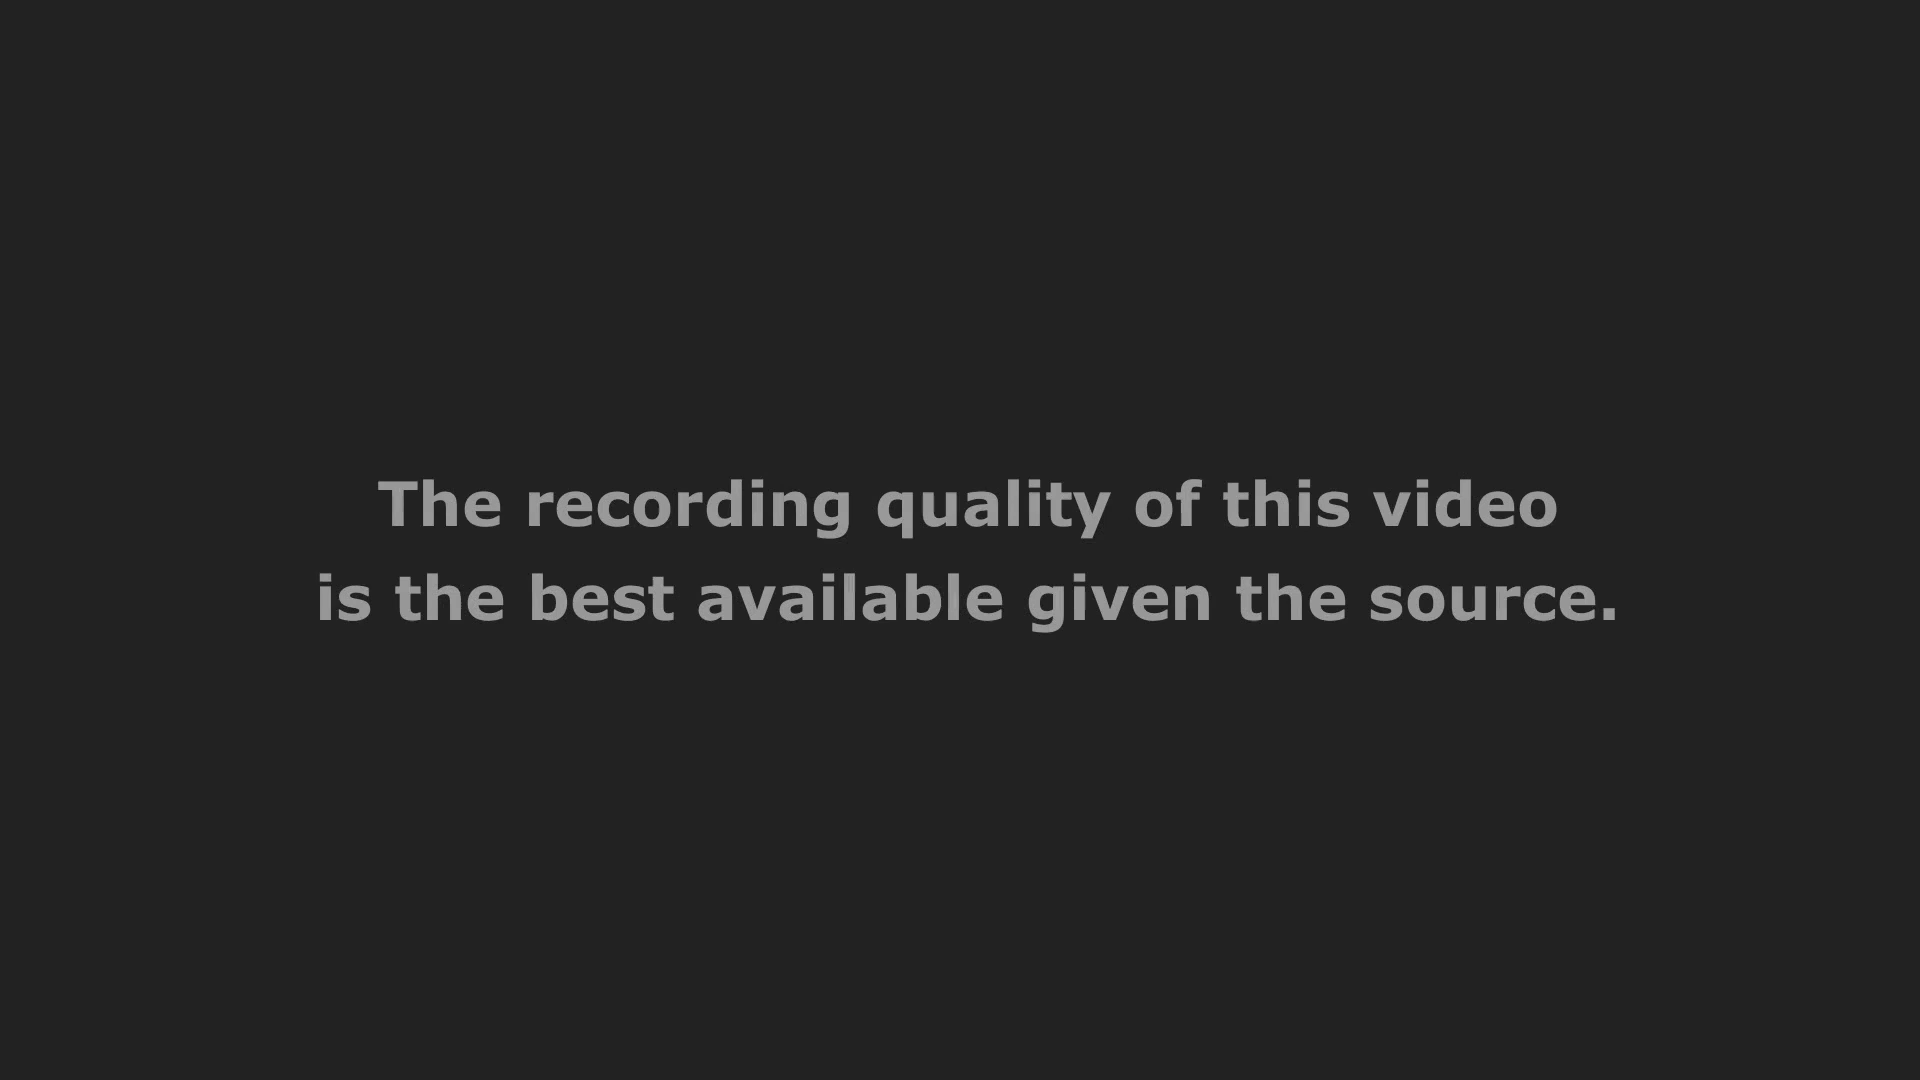 The recording quality of this video
is the best available given the source.